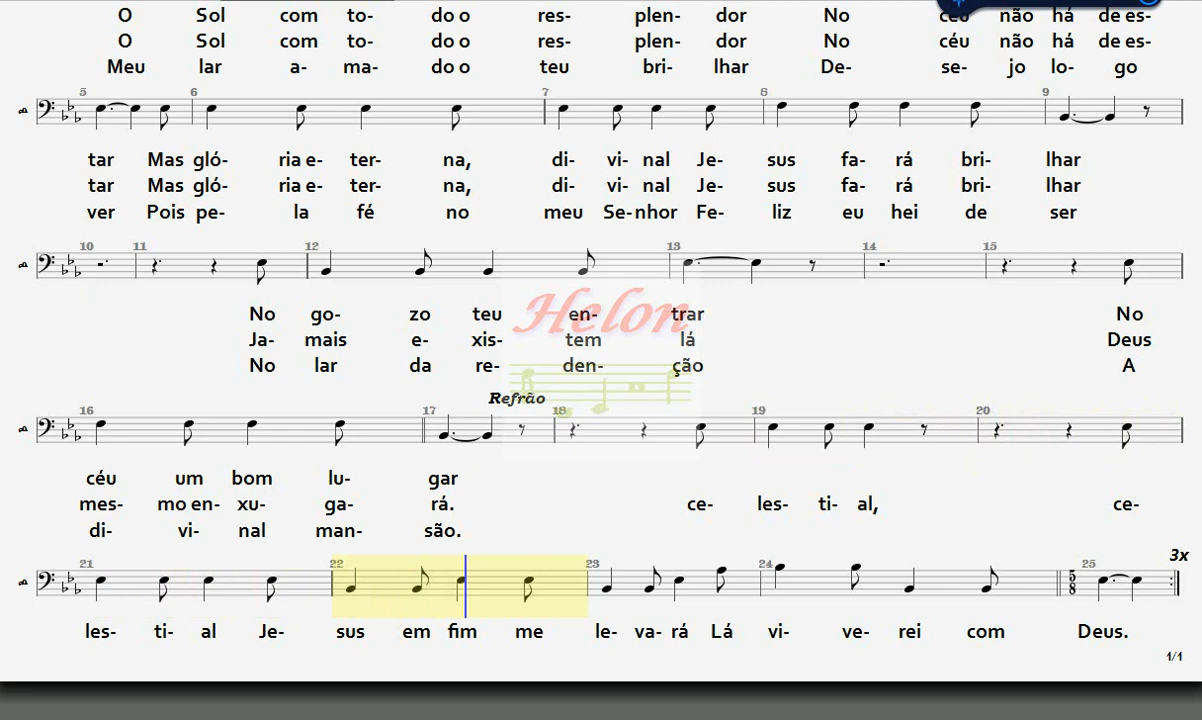 O Sol com to- do o res- plen- dor No céu não há de es-
O Sol com to- do o res- plen- dor No céu não há de es-
Meu lar a- ma- do o teu bri- lhar De- se- jo lo- go
5 6 7 8 9
tar Mas gló- ria e- ter- na, di- vi- nal Je- sus fa- rá bri- lhar
tar Mas gló- ria e- ter- na, di- vi- nal Je- sus fa- rá bri- lhar
ver Pois pe- la fé no meu Se- nhor Fe- liz eu hei de ser
10 11 12 13 14 15
Helon
No go- zo teu en- trar No
Ja- mais e- xis- tem lá Deus
No lar da re- den- ção A
Refrão
16 17 18 19 20
céu um bom lu- gar
mes- mo en- xu- ga- rá. ce- les- ti- al, ce-
di- vi- nal man- são.
3x
21 22 23 24 25
5
8
les- ti- al Je- sus em fim me le- va- rá Lá vi- ve- rei com Deus.
1/1